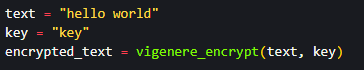 text = "hello world"
key = "key"
encrypted_text = vigenere_encrypt(text, key)